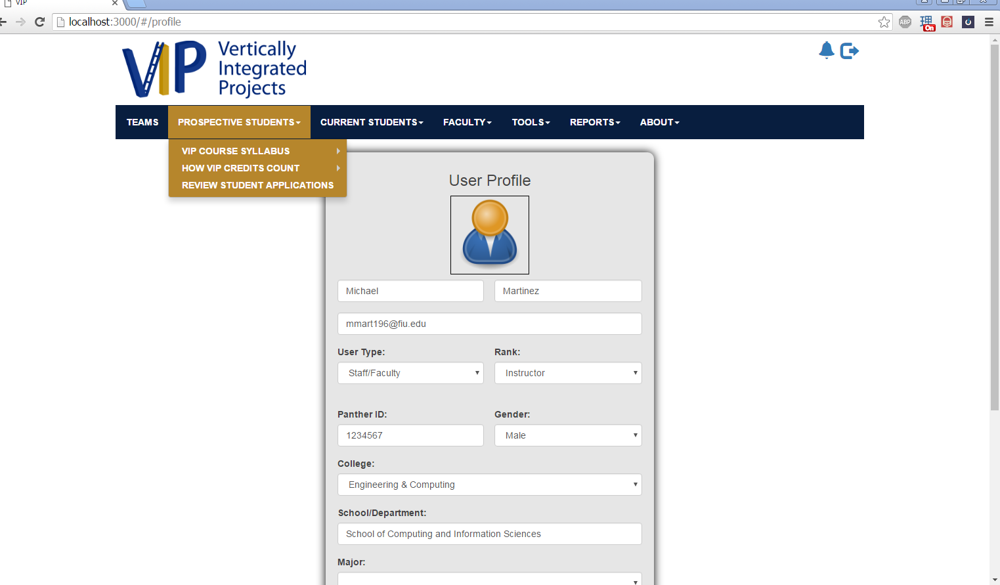 VIP
localhost:3000/#/profile
ABP
理
On
VIP
Vertically
Integrated
Projects
TEAMS
PROSPECTIVE STUDENTS
CURRENT STUDENTS
FACULTY
TOOLS
REPORTS
ABOUT
VIP COURSE SYLLABUS
HOW VIP CREDITS COUNT
REVIEW STUDENT APPLICATIONS
User Profile
Michael
Martinez
mmart196@fiu.edu
User Type:
Rank:
Staff/Faculty
Instructor
Panther ID:
Gender:
1234567
Male
College:
Engineering & Computing
School/Department:
School of Computing and Information Sciences
Major: